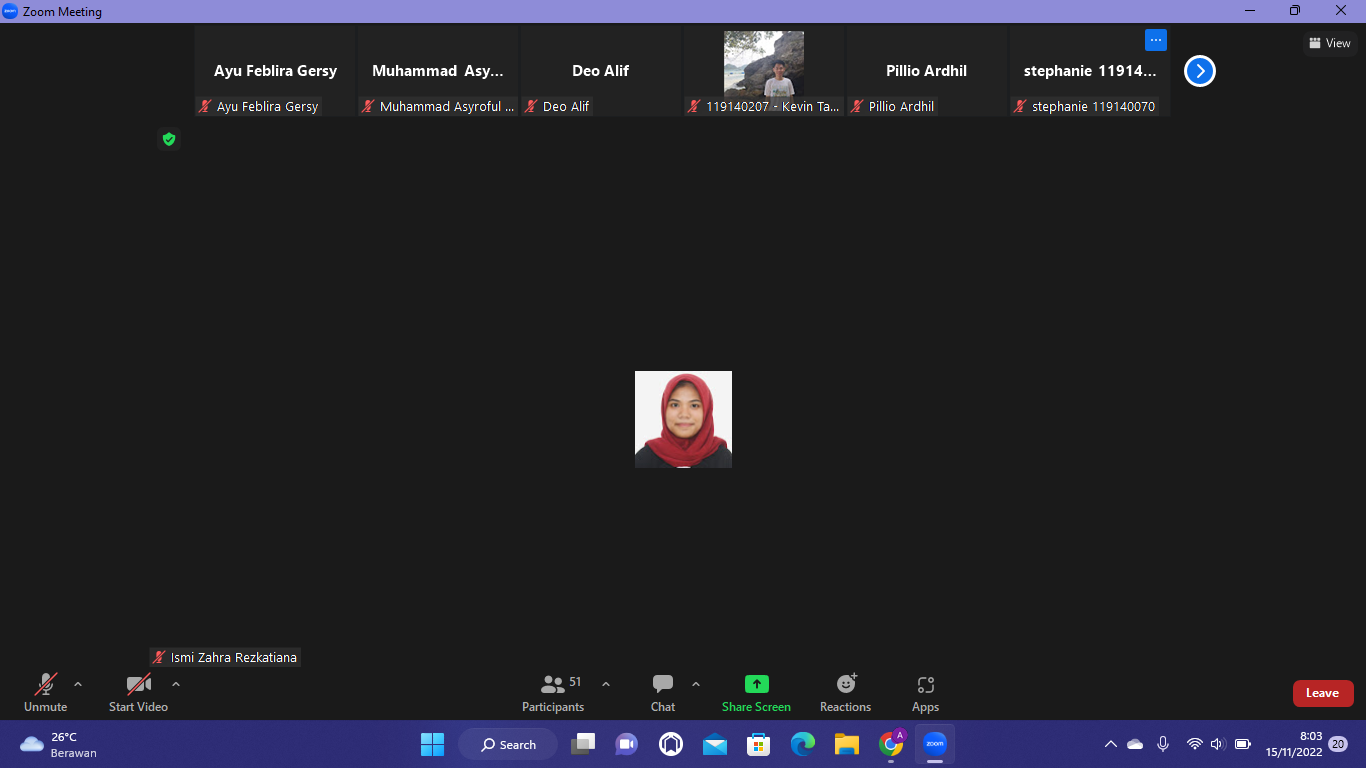 Zoom Meeting
Ayu Feblira Gersy
Muhammad Asy...
Deo Alif
Pillio Ardhil
stephanie 11914...
Ayu Feblira Gersy
Muhammad Asyroful ...
Deo Alif
119140207 - Kevin Ta...
Pillio Ardhil
stephanie 119140070
View
Ismi Zahra Rezkatiana
Unmute
Start Video
51
Participants
Chat
Share Screen
Reactions
Apps
Leave
26°C
Berawan
Search
A
zoom
8:03
15/11/2022
20